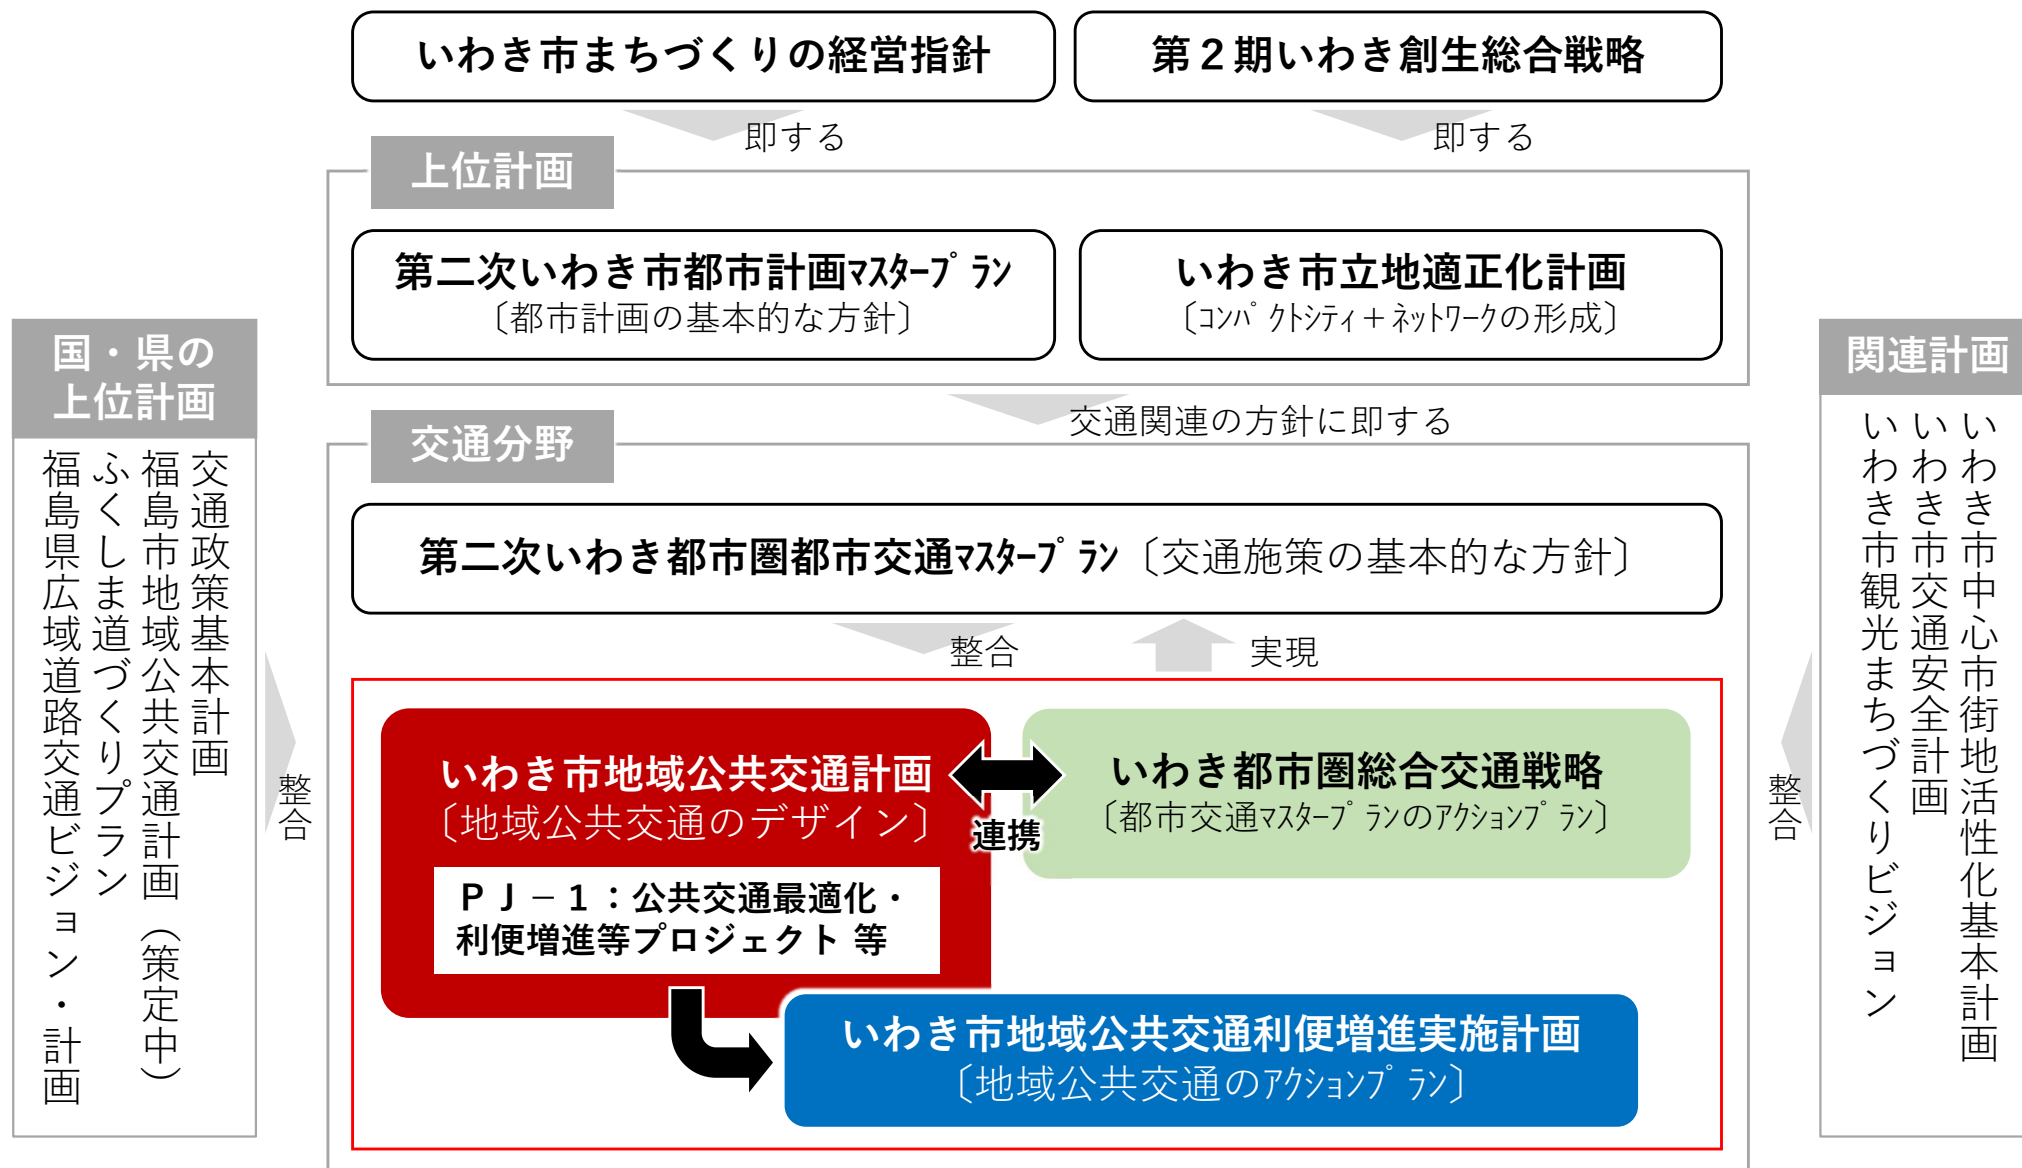 いわき市まちづくりの経営指針
第２期いわき創生総合戦略
即する
即する
上位計画
第二次いわき市都市計画ﾏｽﾀｰﾌﾟﾗﾝ
〔都市計画の基本的な方針〕
いわき市立地適正化計画
〔ｺﾝﾊﾟｸﾄｼﾃｨ＋ﾈｯﾄﾜｰｸの形成〕
国・県の
上位計画
交通政策基本計画
福島市地域公共交通計画（策定中）
ふくしま道づくりプラン
福島県広域道路交通ビジョン・計画
整合
交通関連の方針に即する
交通分野
第二次いわき都市圏都市交通ﾏｽﾀｰﾌﾟﾗﾝ〔交通施策の基本的な方針〕
整合
実現
いわき市地域公共交通計画
〔地域公共交通のデザイン〕
連携
いわき都市圏総合交通戦略
〔都市交通ﾏｽﾀｰﾌﾟﾗﾝのｱｸｼｮﾝﾌﾟﾗﾝ〕
ＰＪ－１：公共交通最適化・
利便増進等プロジェクト 等
いわき市地域公共交通利便増進実施計画
〔地域公共交通のｱｸｼｮﾝﾌﾟﾗﾝ〕
関連計画
いわき市中心市街地活性化基本計画
いわき市交通安全計画
いわき市観光まちづくりビジョン
整合